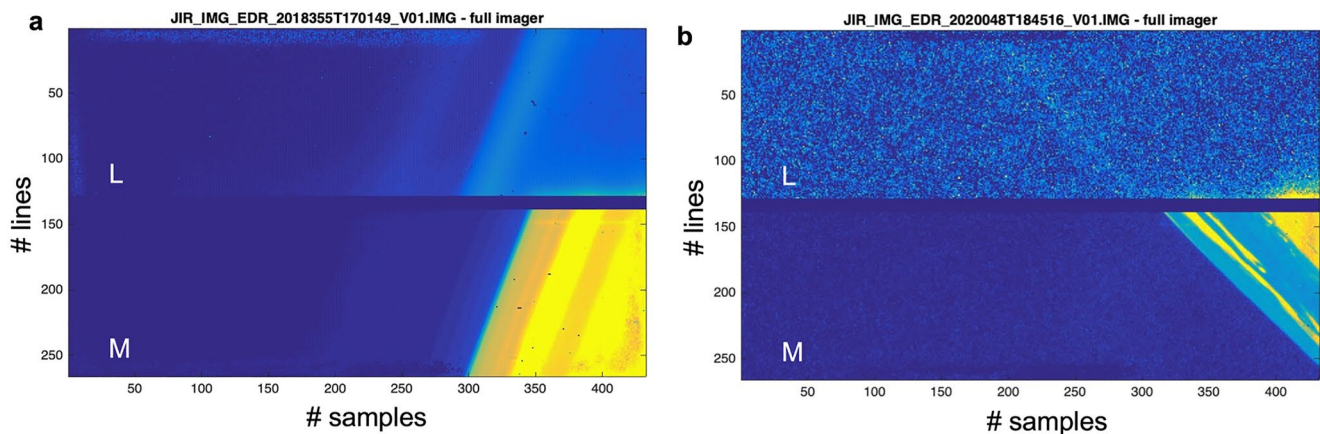 a
JIR_IMG_EDR_2018355T170149_V01.IMG - full imager
# lines
50
100
150
200
250
L
M
50 100 150 200 250 300 350 400
# samples
b
JIR_IMG_EDR_2020048T184516_V01.IMG - full imager
# lines
50
100
150
200
250
L
M
50 100 150 200 250 300 350 400
# samples